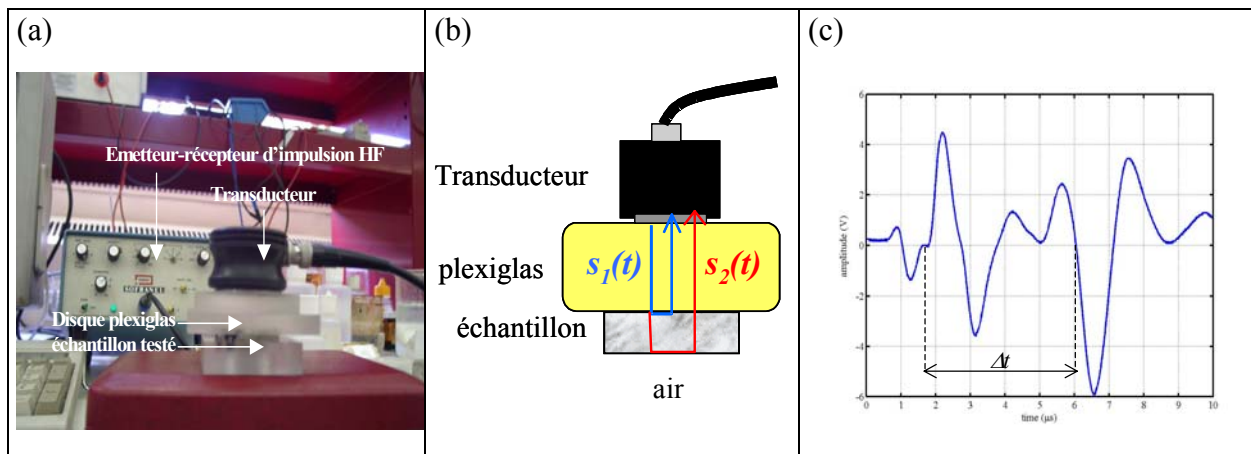 (a)
Emetteur-récepteur d'impulsion HF
Transducteur
SOFRANEL
Disque plexiglas
échantillon testé
(b)
Transducteur
plexiglas
s1(t)
s2(t)
échantillon
air
(c)
amplitude (V)
6
4
2
0
-2
-4
-6
Δt
0 1 2 3 4 5 6 7 8 9 10
time (μs)